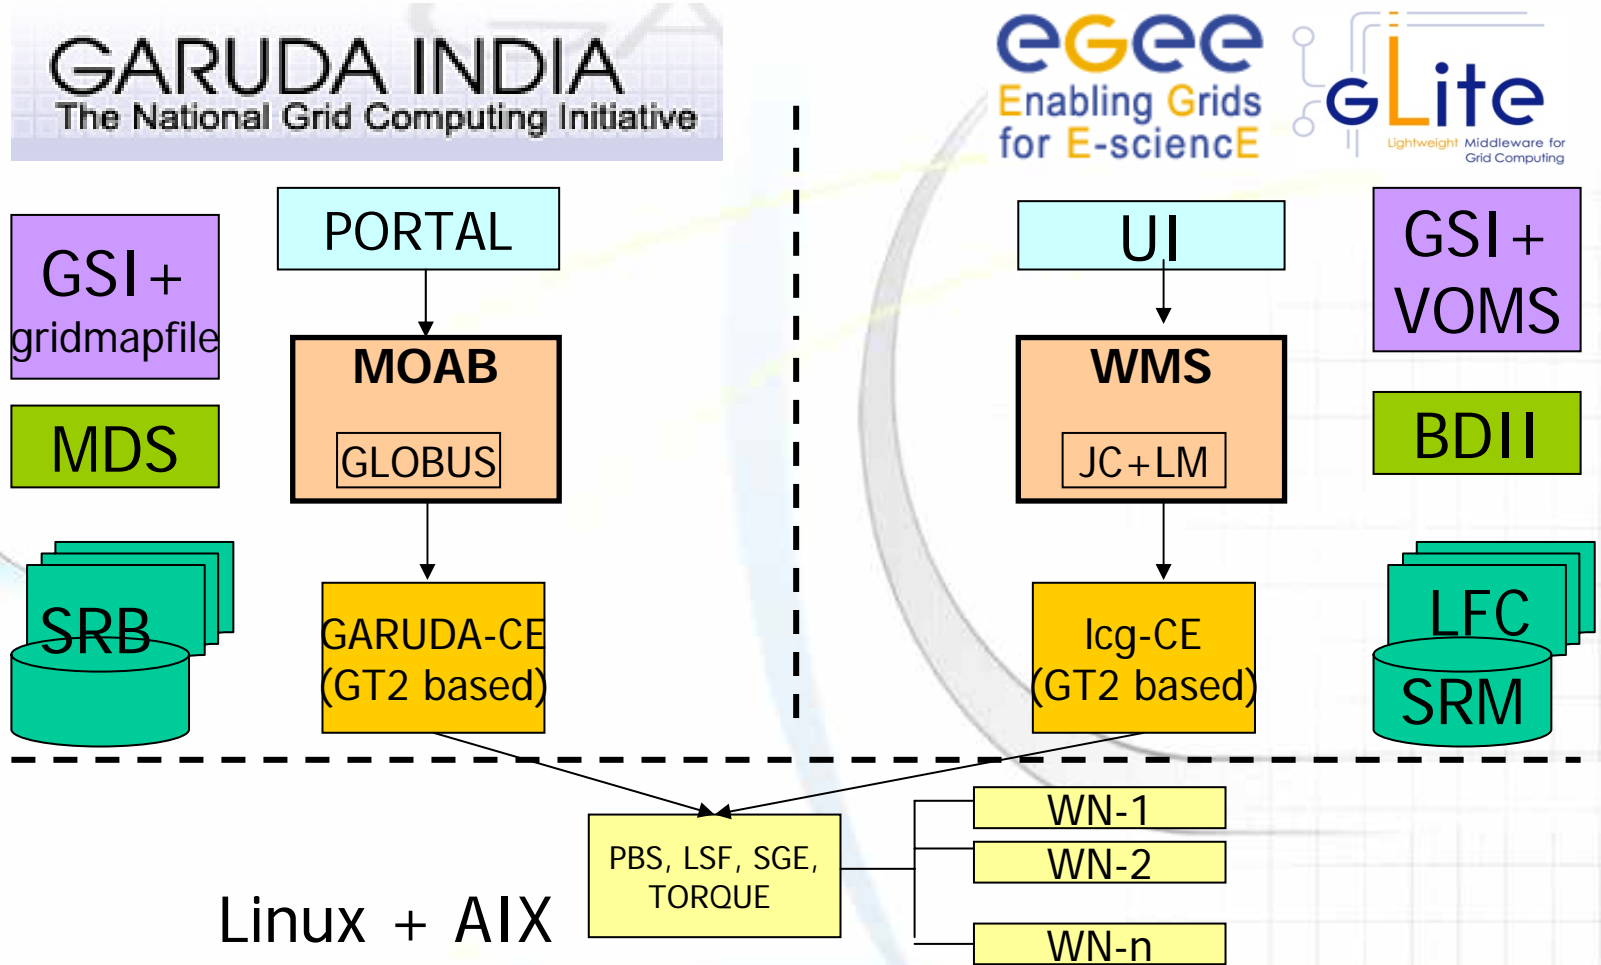 GARUDA INDIA
The National Grid Computing Initiative
egee
Enabling Grids
for E-sciencE
gLite
Lightweight Middleware for
Grid Computing
GSI+
gridmapfile
PORTAL
UI
GSI+
VOMS
MDS
MOAB
GLOBUS
WMS
JC+LM
BDII
SRB
GARUDA-CE
(GT2 based)
lcg-CE
(GT2 based)
LFC
SRM
PBS, LSF, SGE,
TORQUE
WN-1
WN-2
WN-n
Linux + AIX